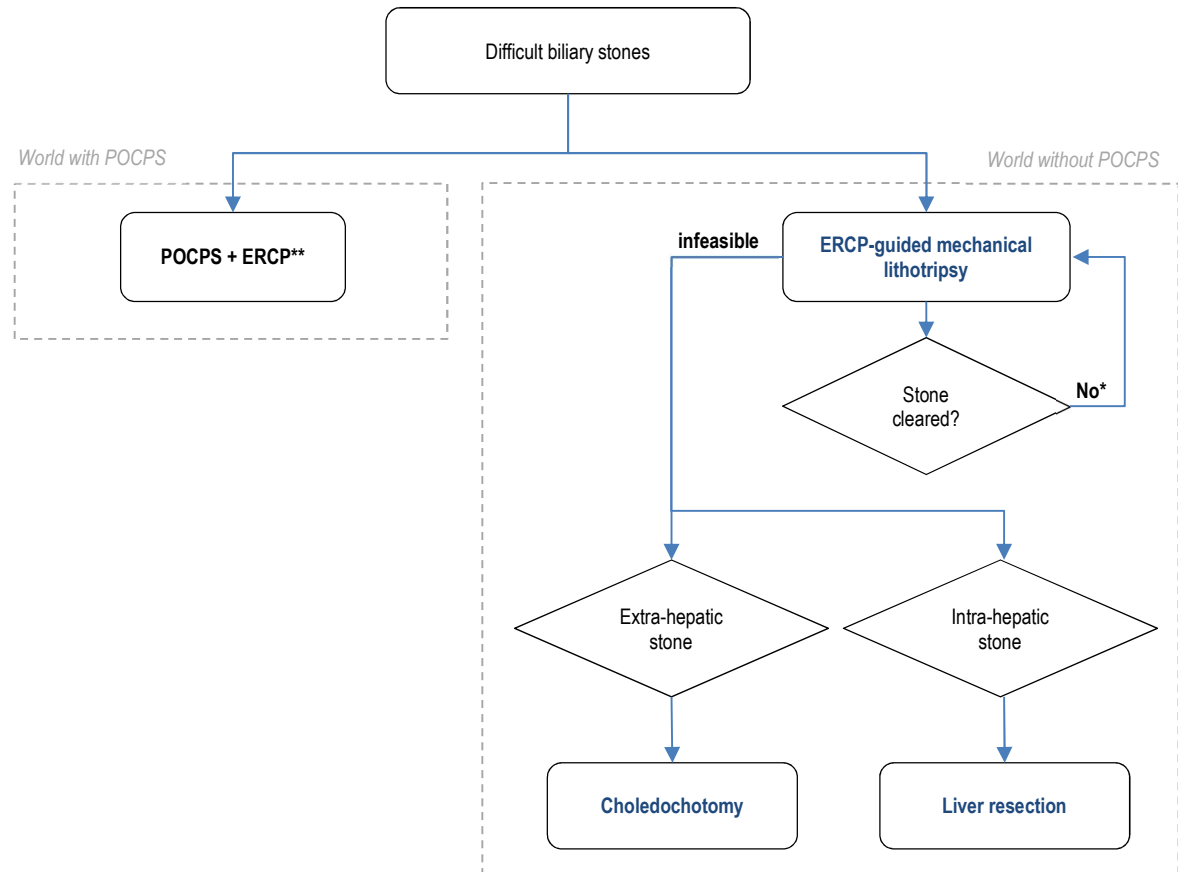 Difficult biliary stones
World with POCPS
World without POCPS
POCPS + ERCP**
infeasible
ERCP-guided mechanical
lithotripsy
Stone
cleared?
No*
Extra-hepatic
stone
Intra-hepatic
stone
Choledochotomy
Liver resection